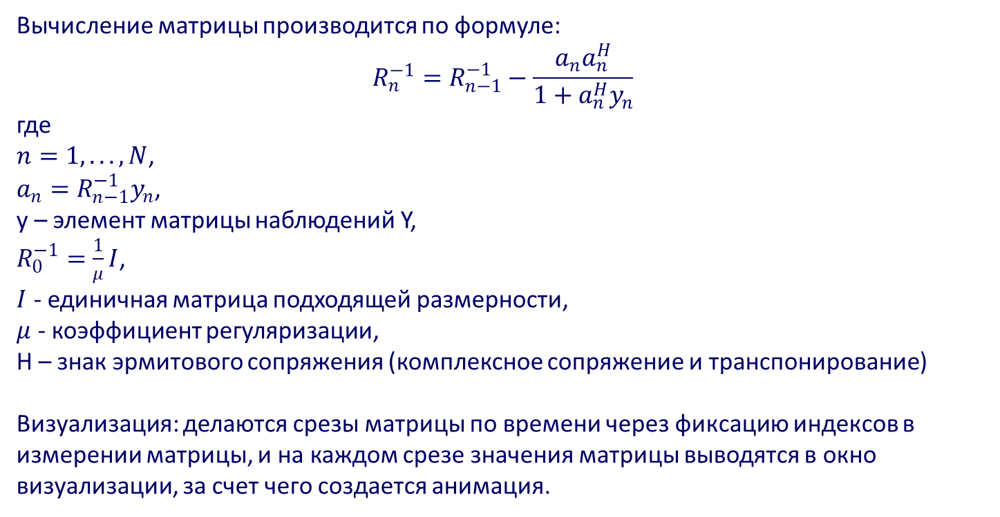 Вычисление матрицы производится по формуле:
$R_n^{-1} = R_{n-1}^{-1} - \frac{a_n a_n^H}{1 + a_n^H y_n}$
где
$n = 1, \ldots, N,$
$a_n = R_{n-1}^{-1} y_n,$
y – элемент матрицы наблюдений Y,
$R_0^{-1} = \frac{1}{\mu} I,$
$I$ - единичная матрица подходящей размерности,
$\mu$ - коэффициент регуляризации,
H – знак эрмитового сопряжения (комплексное сопряжение и транспонирование)
Визуализация: делаются срезы матрицы по времени через фиксацию индексов в
измерении матрицы, и на каждом срезе значения матрицы выводятся в окно
визуализации, за счет чего создается анимация.